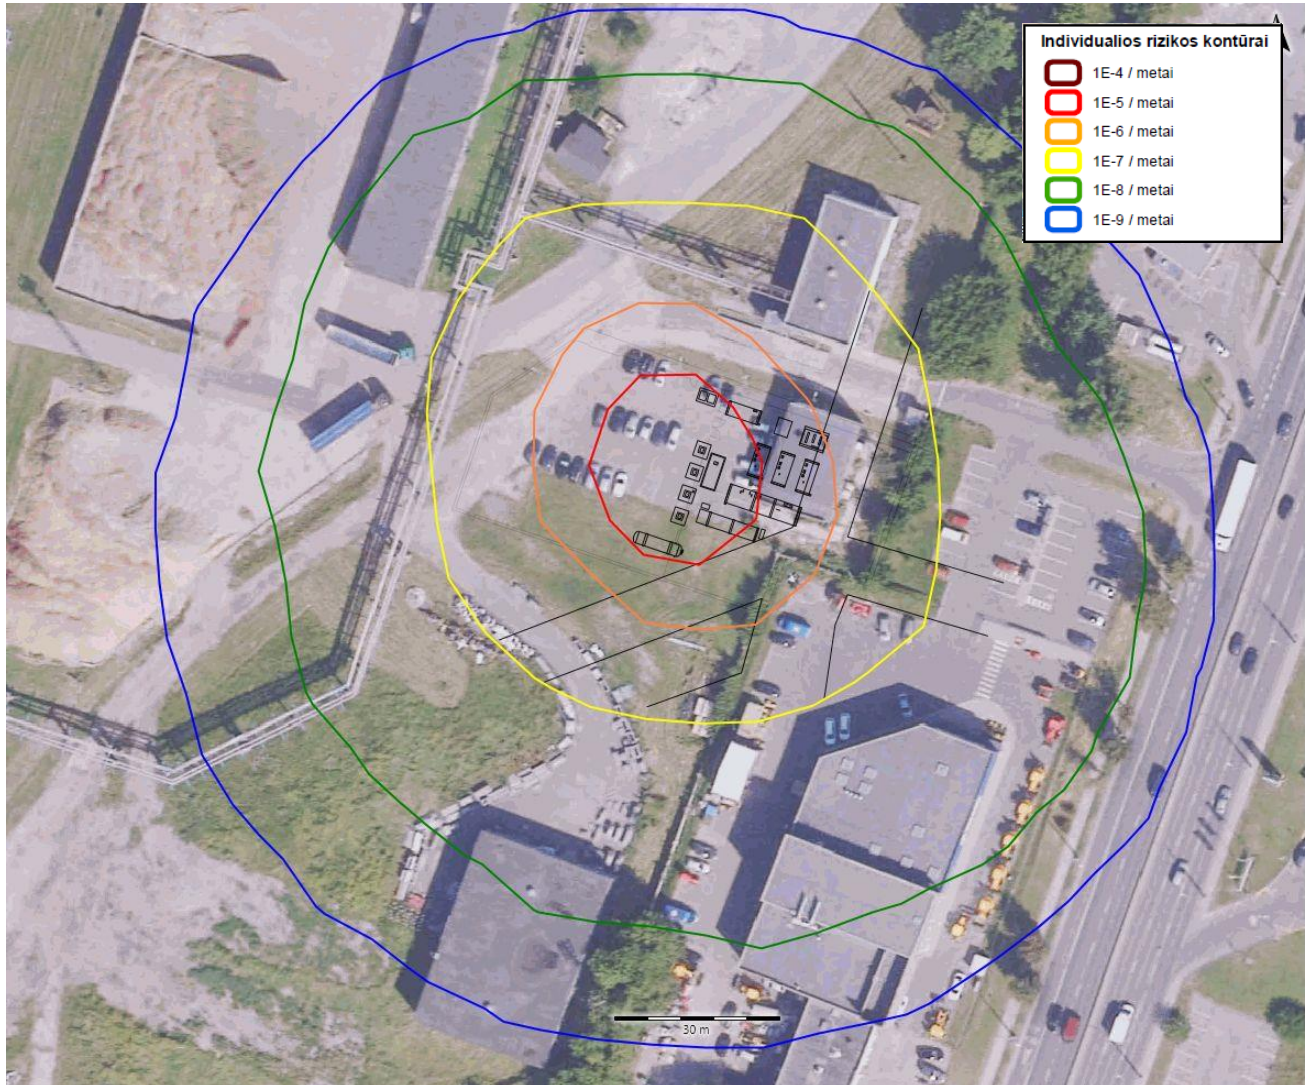 Individualios rizikos kontūrai
1E-4 / metai
1E-5 / metai
1E-6 / metai
1E-7 / metai
1E-8 / metai
1E-9 / metai
30 m